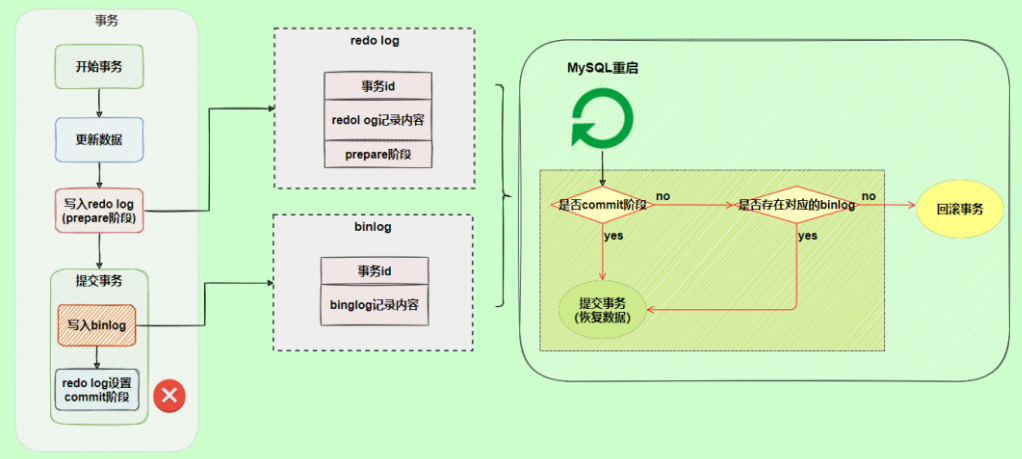 事务
开始事务
更新数据
写入redo log
(prepare阶段)
提交事务
写入binlog
redo log设置
commit阶段
redo log
事务id
redol og记录内容
prepare阶段
binlog
事务id
binglog记录内容
MySQL重启
是否commit阶段
no
是否存在对应的binlog
no
回滚事务
yes
yes
提交事务
(恢复数据)